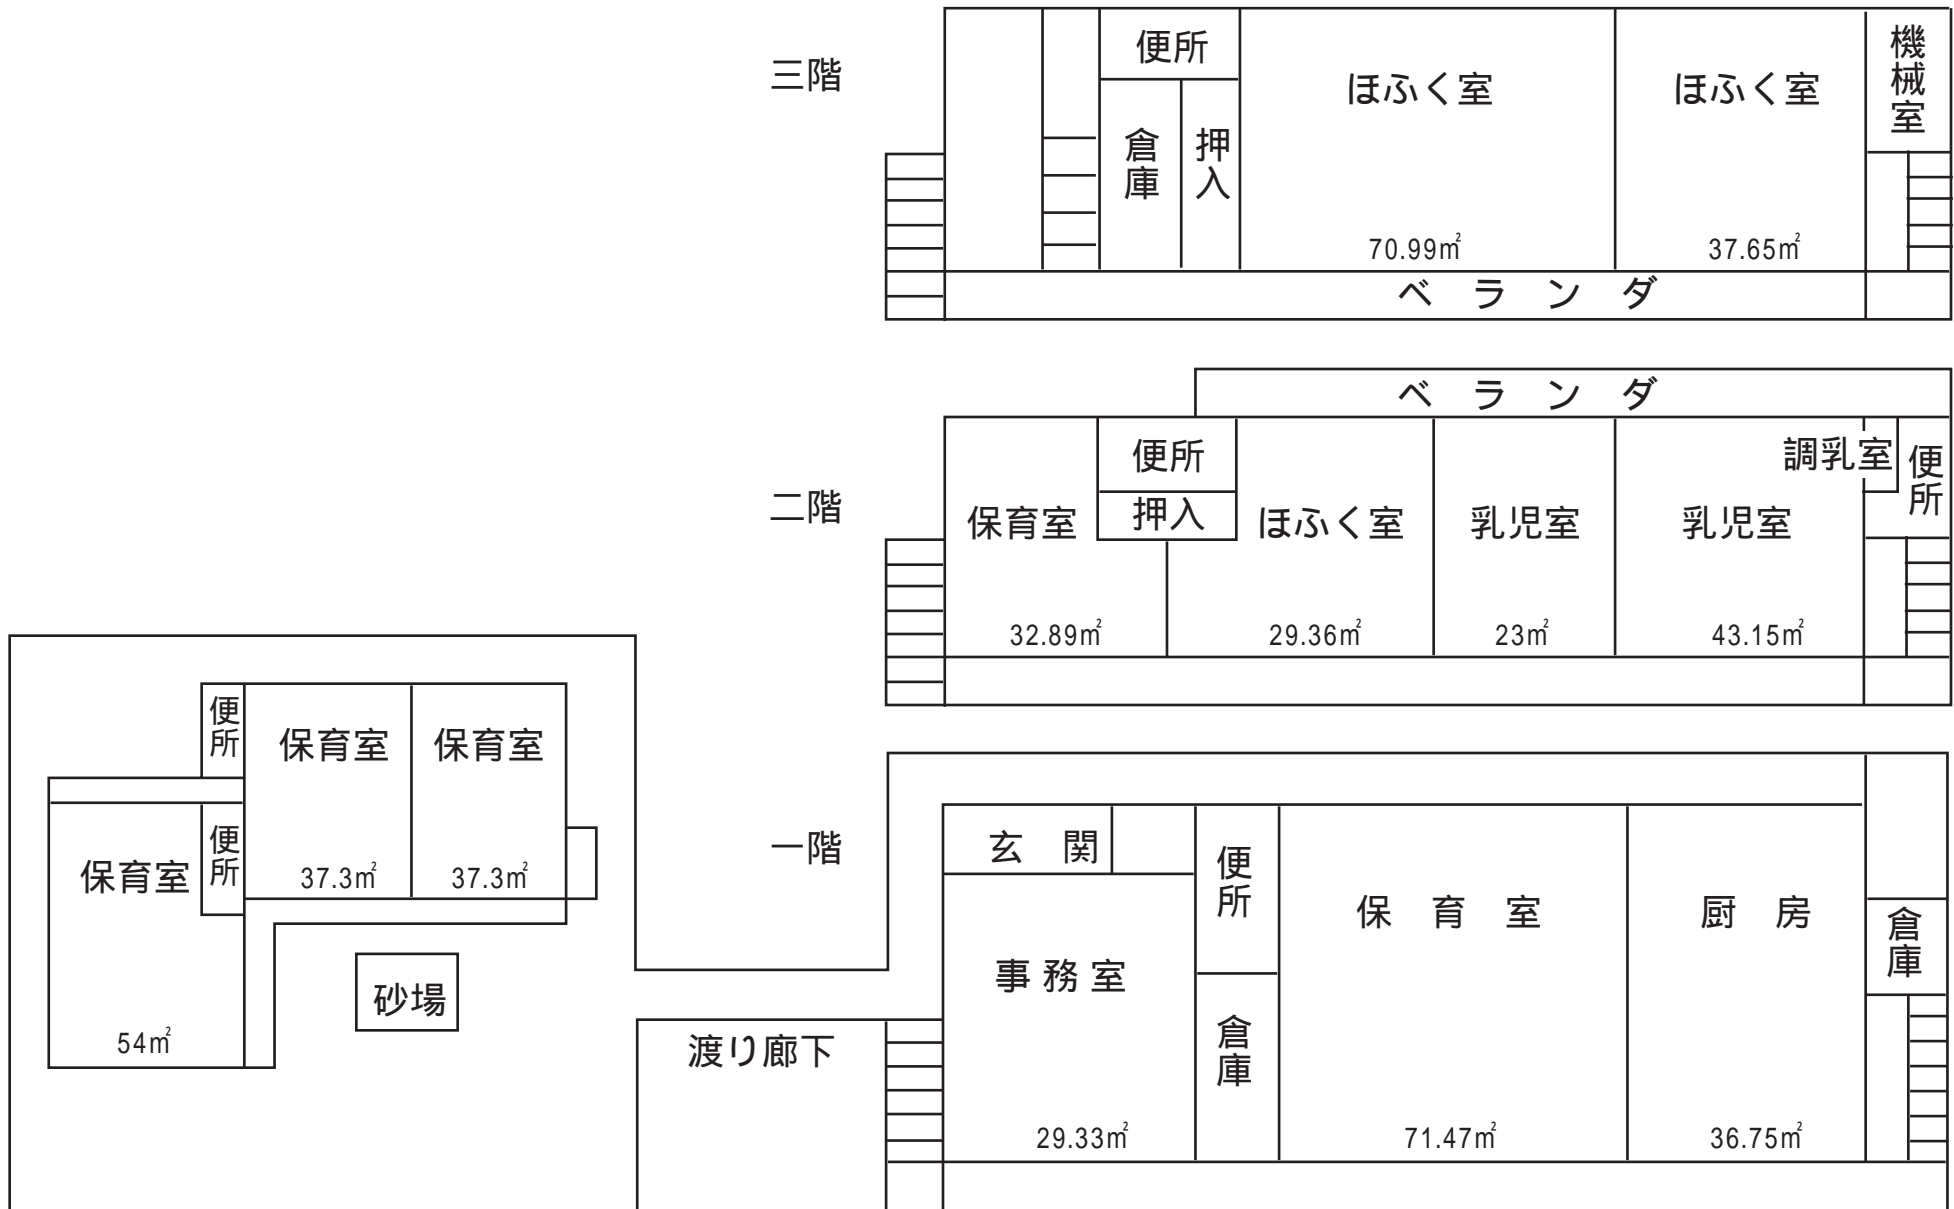 三階
便所
倉庫
押入
ほふく室
70.99㎡
ほふく室
37.65㎡
機械室
ベランダ
二階
ベランダ
保育室
32.89㎡
便所
押入
ほふく室
29.36㎡
乳児室
23㎡
乳児室
43.15㎡
調乳室
便所
便所
保育室
37.3㎡
保育室
37.3㎡
保育室
便所
54㎡
砂場
一階
玄関
事務室
29.33㎡
便所
倉庫
保育室
71.47㎡
厨房
36.75㎡
倉庫
渡り廊下